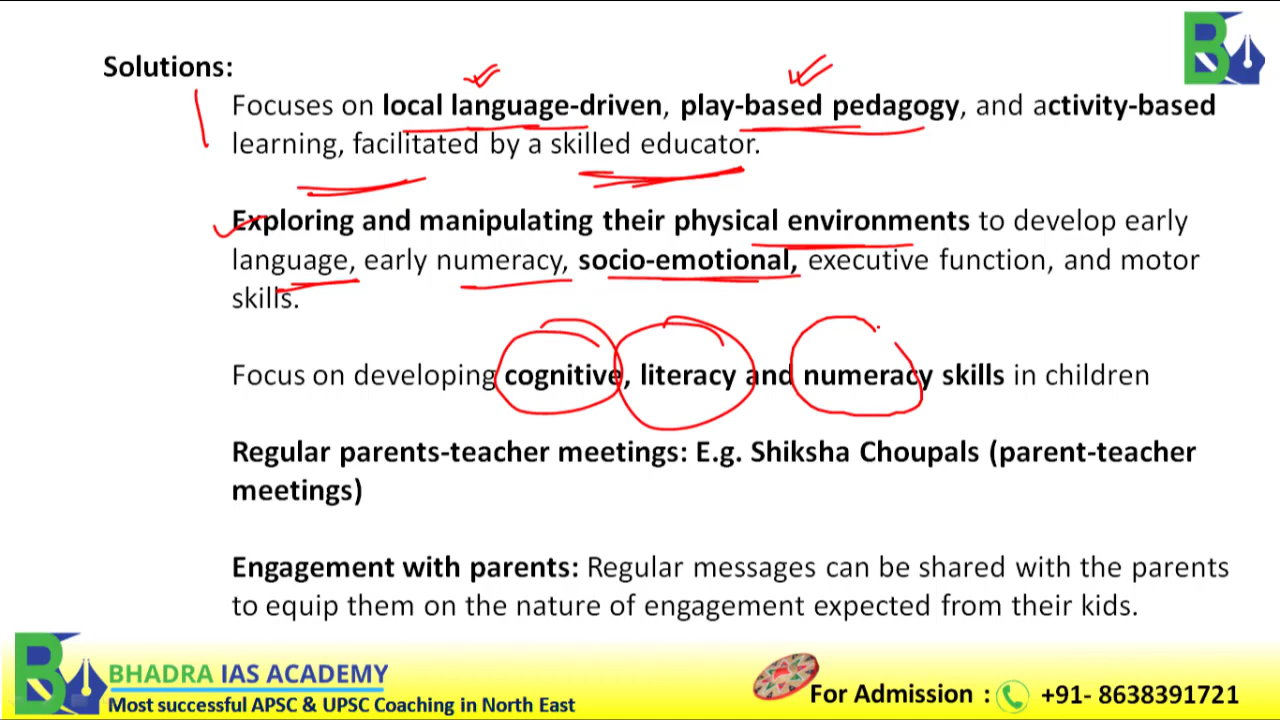 Solutions:
Focuses on local language-driven, play-based pedagogy, and activity-based
learning, facilitated by a skilled educator.
Exploring and manipulating their physical environments to develop early
language, early numeracy, socio-emotional, executive function, and motor
skills.
Focus on developing cognitive, literacy and numeracy skills in children
Regular parents-teacher meetings: E.g. Shiksha Choupals (parent-teacher
meetings)
Engagement with parents: Regular messages can be shared with the parents
to equip them on the nature of engagement expected from their kids.
BHADRA IAS ACADEMY
Most successful APSC & UPSC Coaching in North East
For Admission : +91- 8638391721